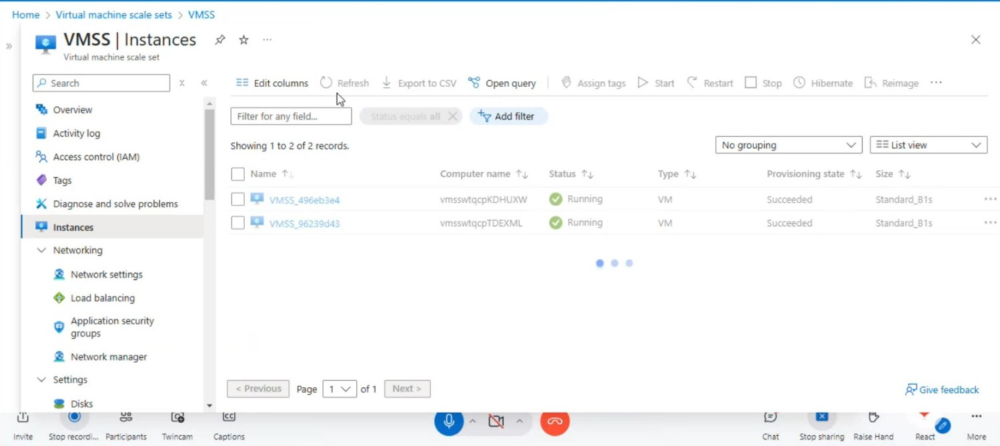 Home > Virtual machine scale sets > VMSS
VMSS | Instances
Virtual machine scale set
Search
Edit columns Refresh Export to CSV Open query Assign tags Start Restart Stop Hibernate Reimage
Overview
Activity log
Access control (IAM)
Tags
Diagnose and solve problems
Instances
Networking
Network settings
Load balancing
Application security
groups
Network manager
Settings
Disks
Filter for any field... Status equals all Add filter
Showing 1 to 2 of 2 records.
No grouping List view
Name Computer name Status Type Provisioning state Size
VMSS_496eb3e4 vmsswtqcpKDHUXW Running VM Succeeded Standard_B1s
VMSS_96239d43 vmsswtqcpTDEXML Running VM Succeeded Standard_B1s
< Previous Page 1 of 1 Next >
Give feedback
Invite Stop recordi... Participants Twincam Captions Chat Stop sharing Raise Hand React More